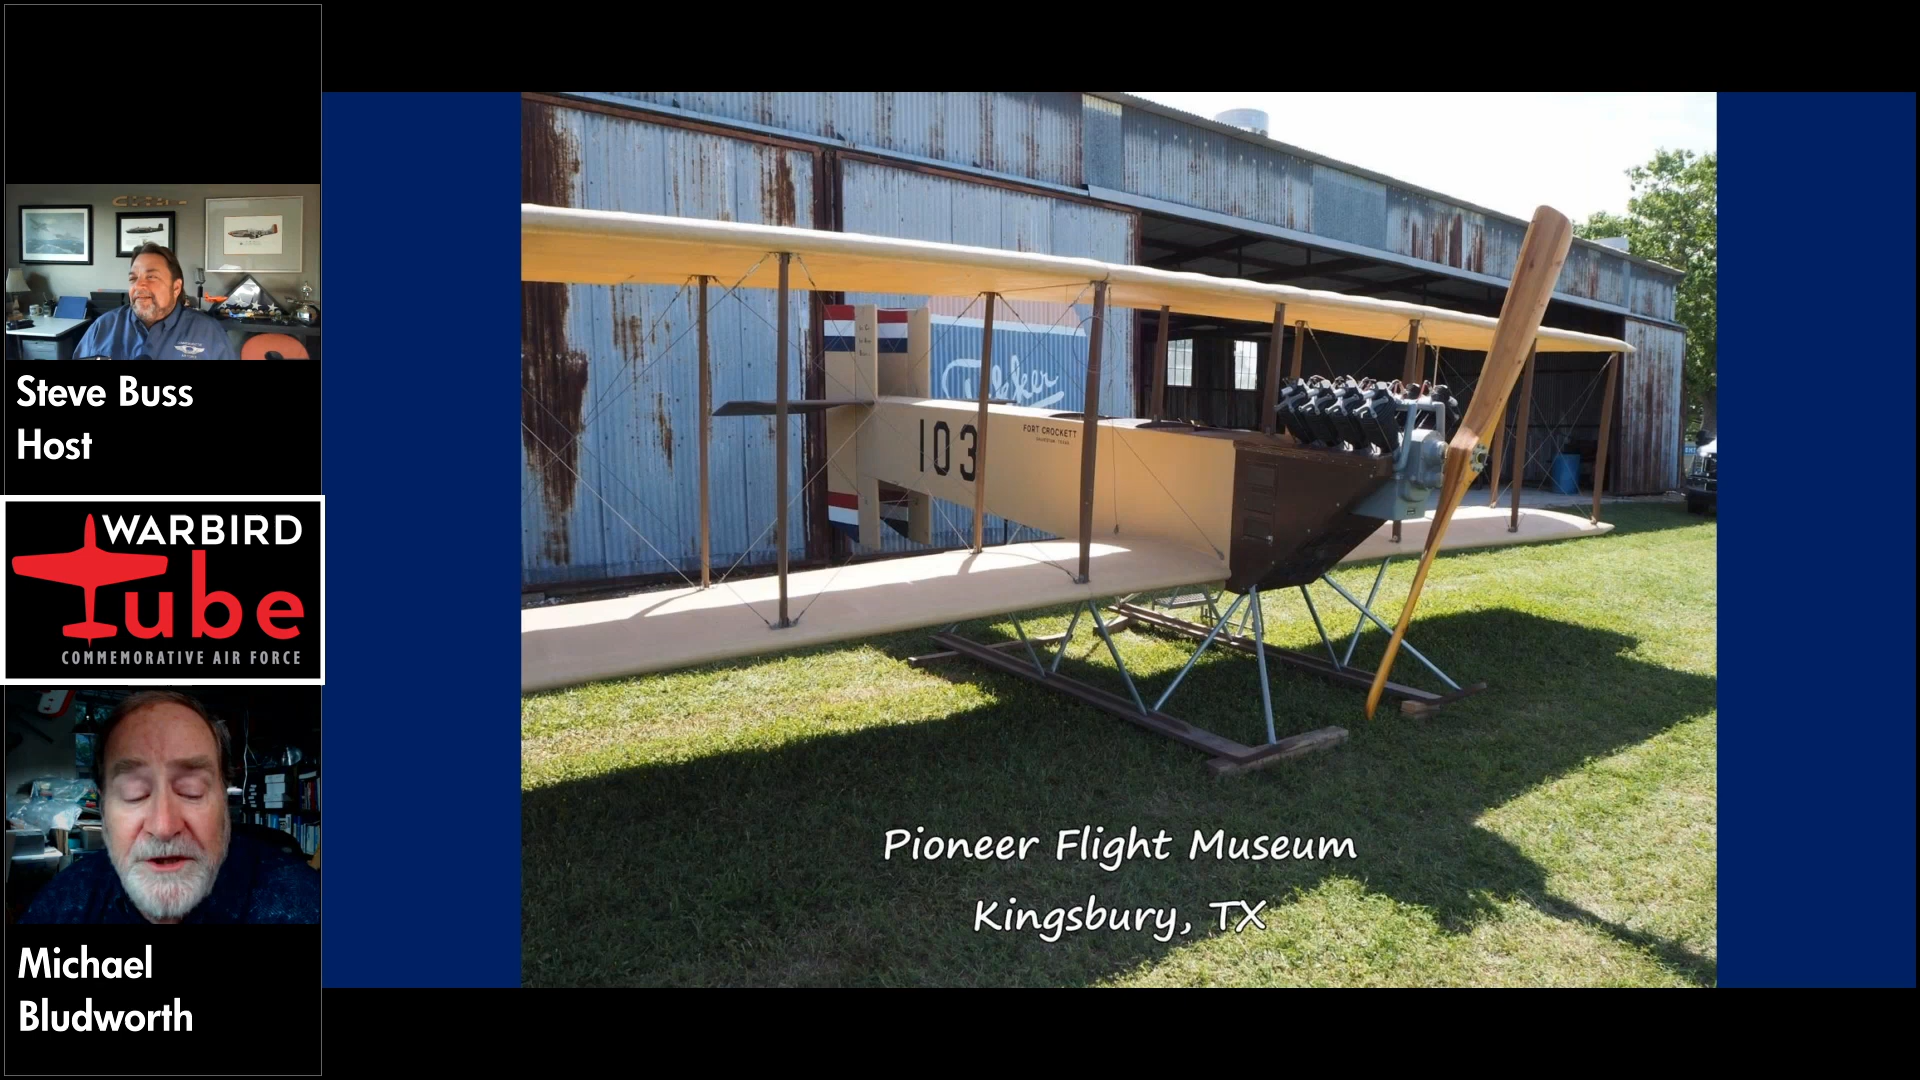 Steve Buss
Host
WARBIRD
Tube
COMMEMORATIVE AIR FORCE
Michael
Bludworth
103
FORT CROCKETT
Pioneer Flight Museum
Kingsbury, TX